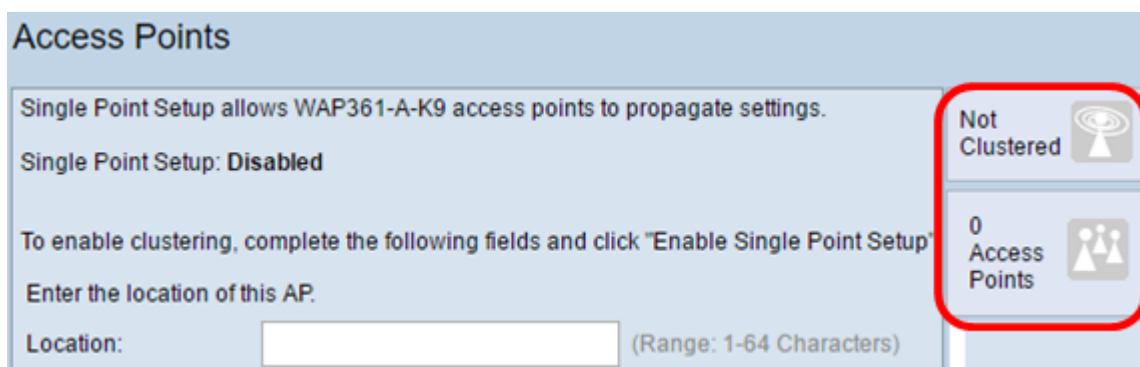 Access Points
Single Point Setup allows WAP361-A-K9 access points to propagate settings.
Single Point Setup: Disabled
To enable clustering, complete the following fields and click "Enable Single Point Setup"
Enter the location of this AP.
Location:
(Range: 1-64 Characters)
Not
Clustered
0
Access
Points